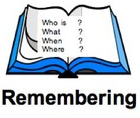 Who is ?
What ?
When ?
Where ?
Remembering